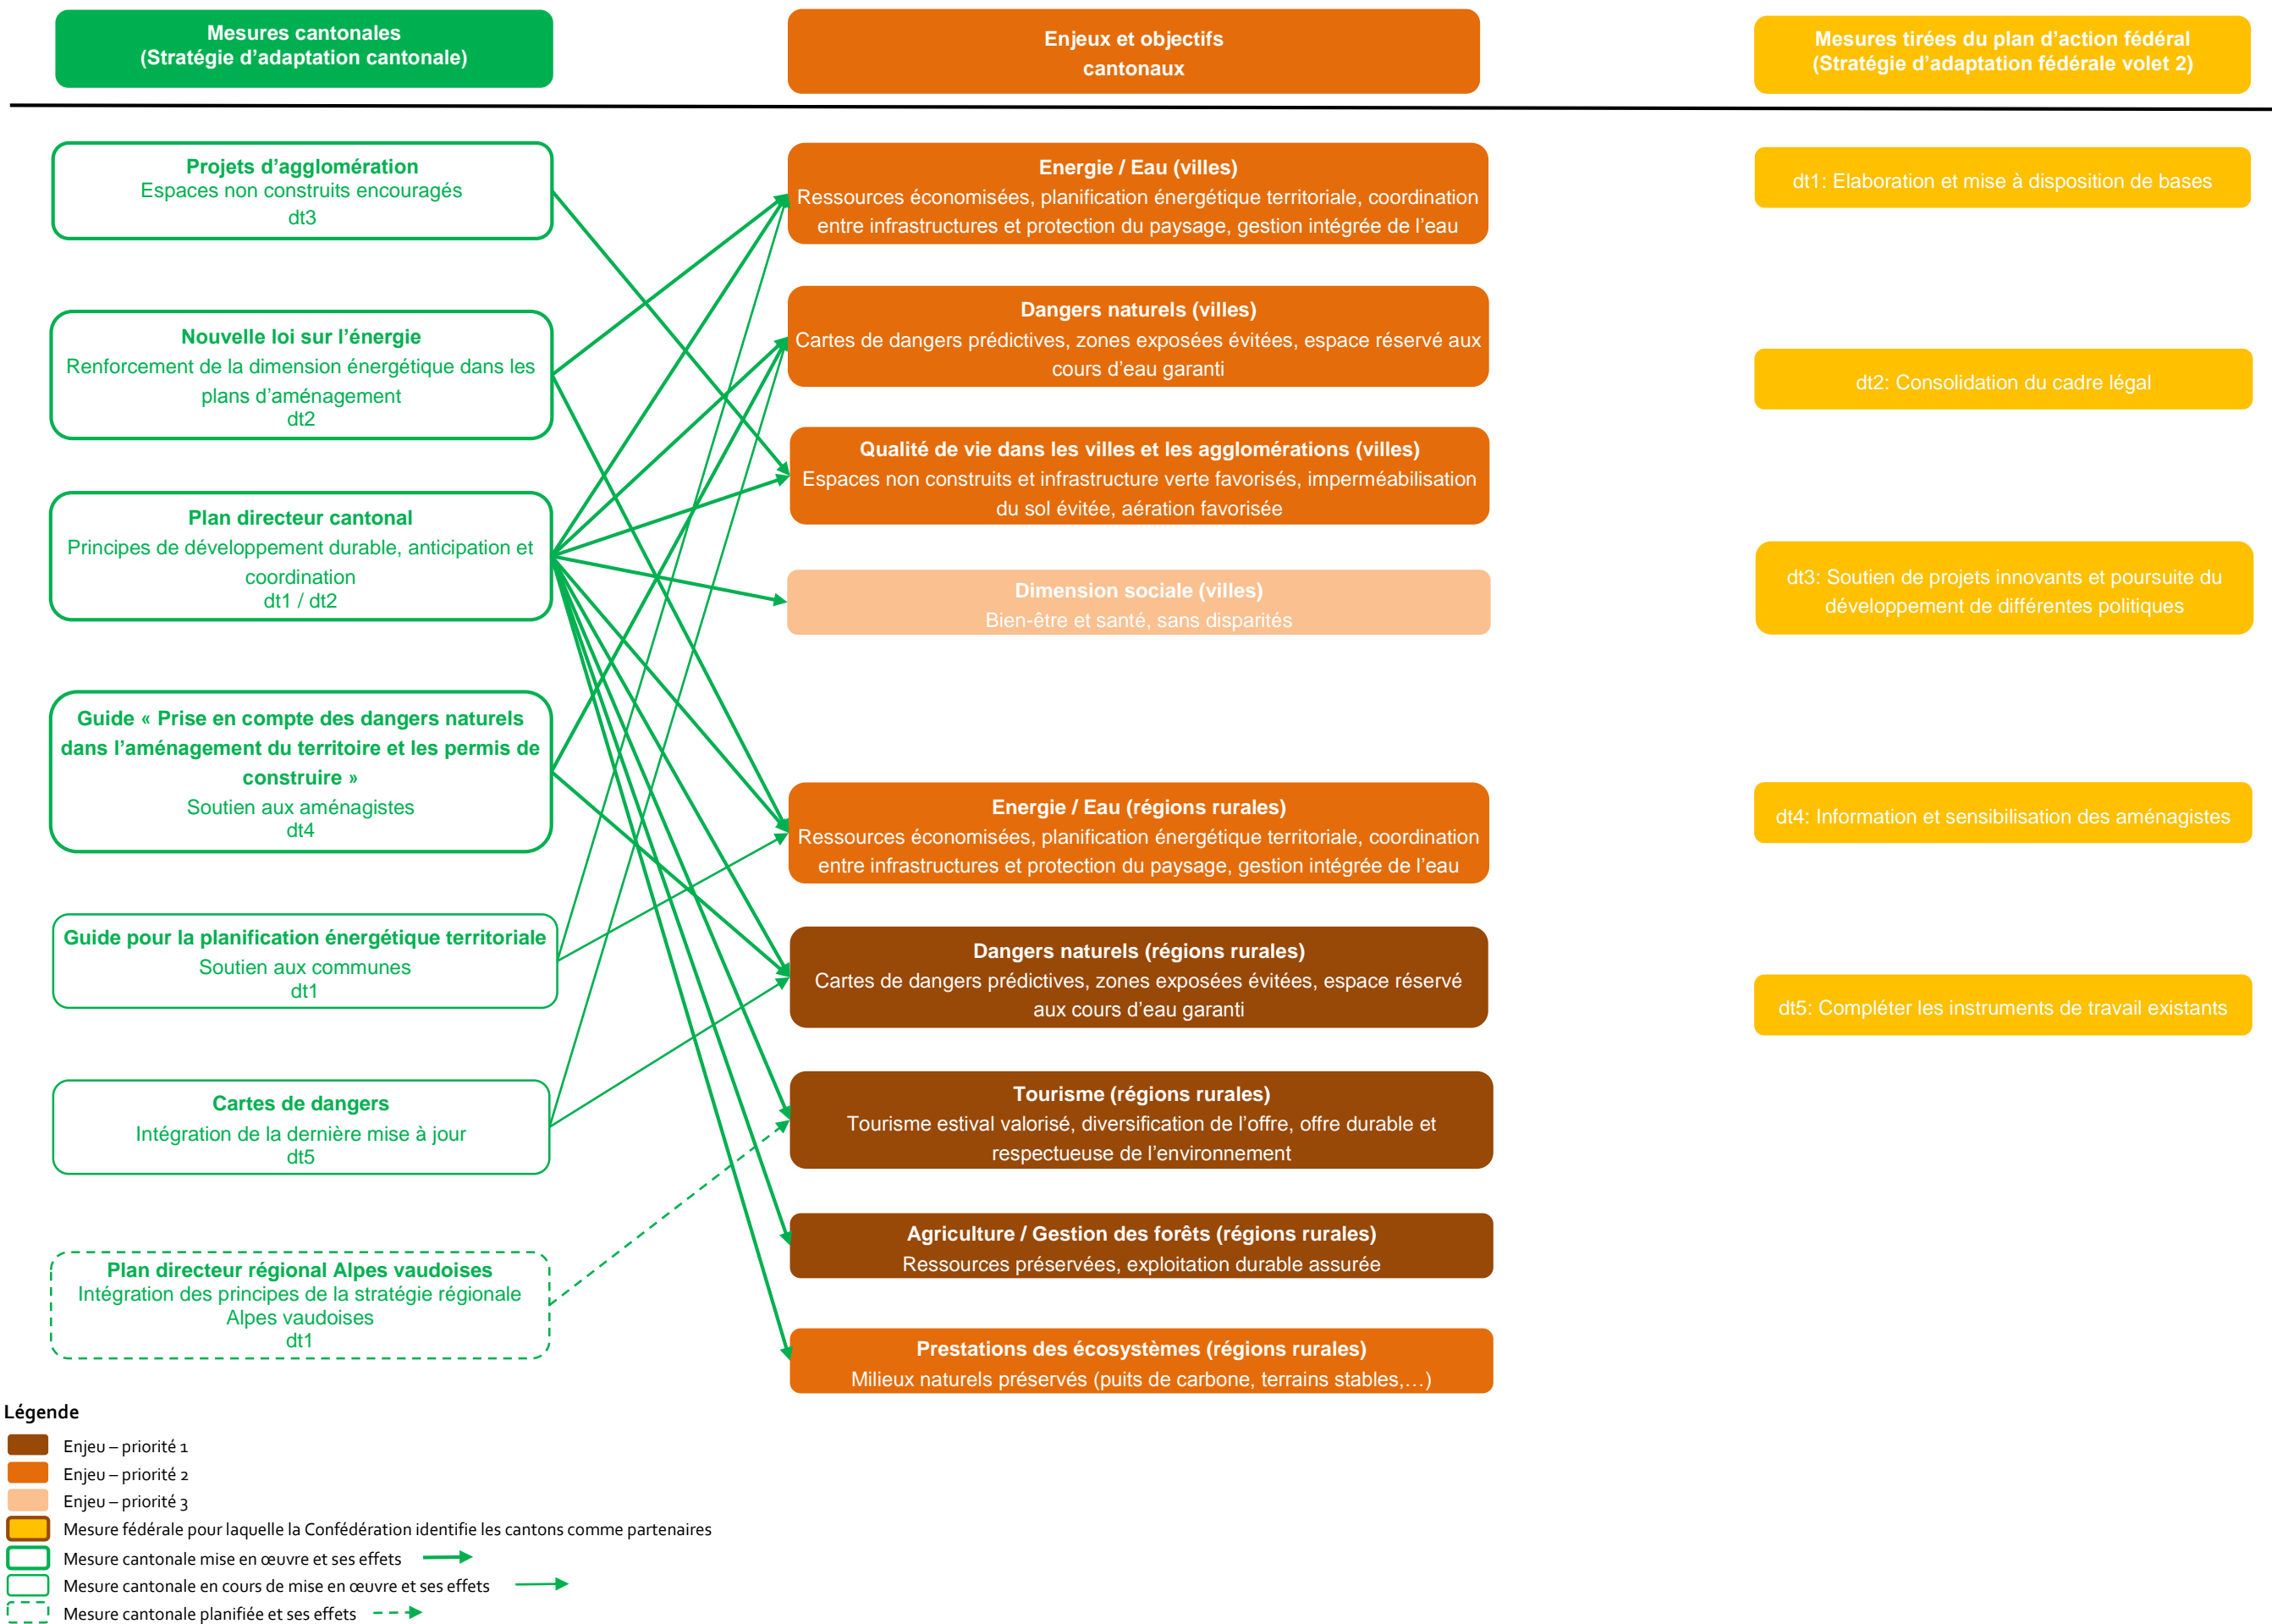 Mesures cantonales
(Stratégie d'adaptation cantonale)
Enjeux et objectifs
cantonaux
Mesures tirées du plan d'action fédéral
(Stratégie d'adaptation fédérale volet 2)
Projets d'agglomération
Espaces non construits encouragés
dt3
Nouvelle loi sur l'énergie
Renforcement de la dimension énergétique dans les
plans d'aménagement
dt2
Plan directeur cantonal
Principes de développement durable, anticipation et
coordination
dt1 / dt2
Guide « Prise en compte des dangers naturels
dans l'aménagement du territoire et les permis de
construire »
Soutien aux aménagistes
dt4
Guide pour la planification énergétique territoriale
Soutien aux communes
dt1
Cartes de dangers
Intégration de la dernière mise à jour
dt5
Plan directeur régional Alpes vaudoises
Intégration des principes de la stratégie régionale
Alpes vaudoises
dt1
Energie / Eau (villes)
Ressources économisées, planification énergétique territoriale, coordination
entre infrastructures et protection du paysage, gestion intégrée de l'eau
Dangers naturels (villes)
Cartes de dangers prédictives, zones exposées évitées, espace réservé aux
cours d'eau garanti
Qualité de vie dans les villes et les agglomérations (villes)
Espaces non construits et infrastructure verte favorisés, imperméabilisation
du sol évitée, aération favorisée
Dimension sociale (villes)
Bien-être et santé, sans disparités
Energie / Eau (régions rurales)
Ressources économisées, planification énergétique territoriale, coordination
entre infrastructures et protection du paysage, gestion intégrée de l'eau
Dangers naturels (régions rurales)
Cartes de dangers prédictives, zones exposées évitées, espace réservé
aux cours d'eau garanti
Tourisme (régions rurales)
Tourisme estival valorisé, diversification de l'offre, offre durable et
respectueuse de l'environnement
Agriculture / Gestion des forêts (régions rurales)
Ressources préservées, exploitation durable assurée
Prestations des écosystèmes (régions rurales)
Milieux naturels préservés (puits de carbone, terrains stables,…)
dt1: Elaboration et mise à disposition de bases
dt2: Consolidation du cadre légal
dt3: Soutien de projets innovants et poursuite du
développement de différentes politiques
dt4: Information et sensibilisation des aménagistes
dt5: Compléter les instruments de travail existants
Légende
Enjeu – priorité 1
Enjeu – priorité 2
Enjeu – priorité 3
Mesure fédérale pour laquelle la Confédération identifie les cantons comme partenaires
Mesure cantonale mise en œuvre et ses effets
Mesure cantonale en cours de mise en œuvre et ses effets
Mesure cantonale planifiée et ses effets